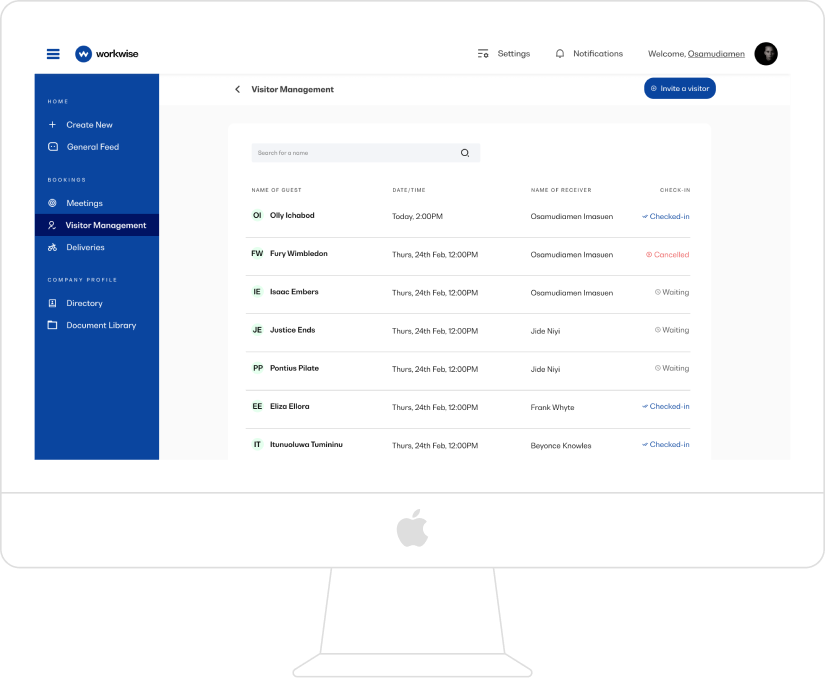 workwise
Settings
Notifications
Welcome, Osamudiamen
HOME
Create New
General Feed
BOOKINGS
Meetings
Visitor Management
Deliveries
COMPANY PROFILE
Directory
Document Library
Visitor Management
Invite a visitor
Search for a name
NAME OF GUEST DATE/TIME NAME OF RECEIVER CHECK-IN
OI Olly Ichabod Today, 2:00PM Osamudiamen Imasuen Checked-in
FW Fury Wimbledon Thurs, 24th Feb, 12:00PM Osamudiamen Imasuen Cancelled
IE Isaac Embers Thurs, 24th Feb, 12:00PM Osamudiamen Imasuen Waiting
JE Justice Ends Thurs, 24th Feb, 12:00PM Jide Niyi Waiting
PP Pontius Pilate Thurs, 24th Feb, 12:00PM Jide Niyi Waiting
EE Eliza Ellora Thurs, 24th Feb, 12:00PM Frank Whyte Checked-in
IT Itunuoluwa Tumininu Thurs, 24th Feb, 12:00PM Beyonce Knowles Checked-in